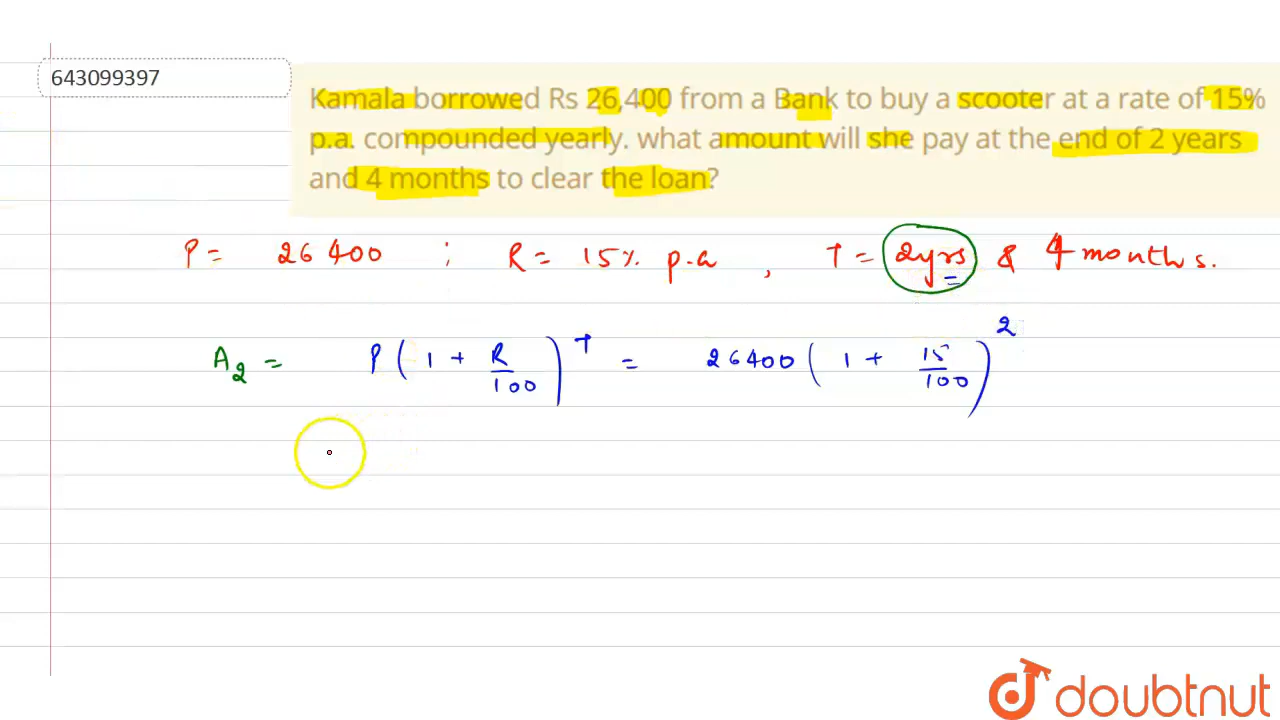 643099397
Kamala borrowed Rs 26,400 from a Bank to buy a scooter at a rate of 15%
p.a. compounded yearly. what amount will she pay at the end of 2 years
and 4 months to clear the loan?
P = 26400 ; R = 15% p.a , T = 2yrs & 4 months.
A₂ = P(1 + R/100)^T = 26400(1 + 15/100)^2
doubtnut